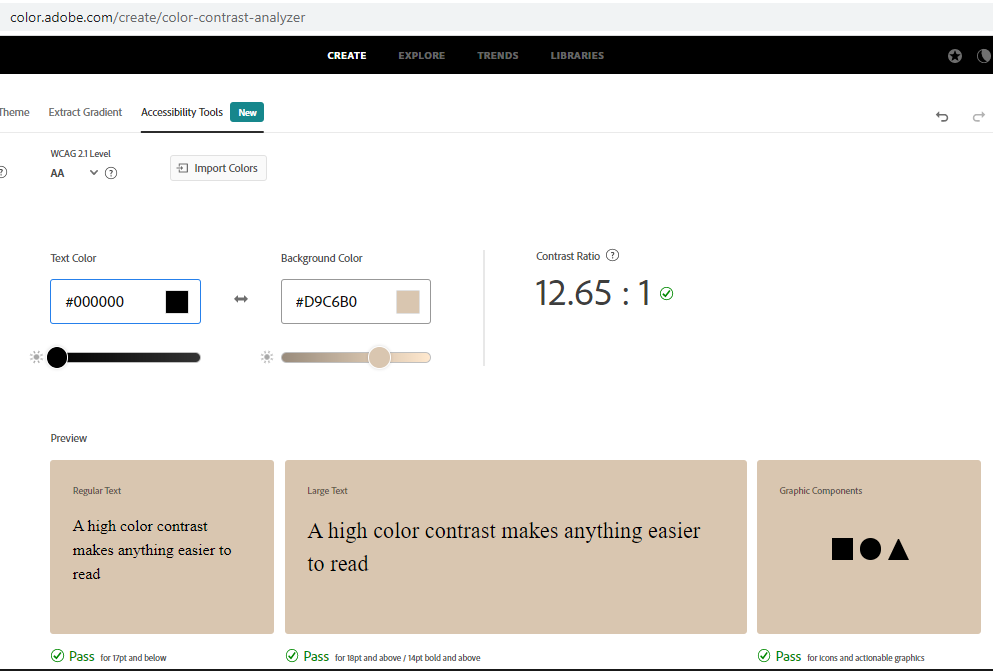 color.adobe.com/create/color-contrast-analyzer
CREATE EXPLORE TRENDS LIBRARIES
Theme Extract Gradient Accessibility Tools New
WCAG 2.1 Level
? AA ? Import Colors
Text Color Background Color Contrast Ratio ?
#000000 #D9C6B0 12.65 : 1
Preview
Regular Text
A high color contrast
makes anything easier to
read
Large Text
A high color contrast makes anything easier
to read
Graphic Components
Pass for 17pt and below
Pass for 18pt and above / 14pt bold and above
Pass for icons and actionable graphics